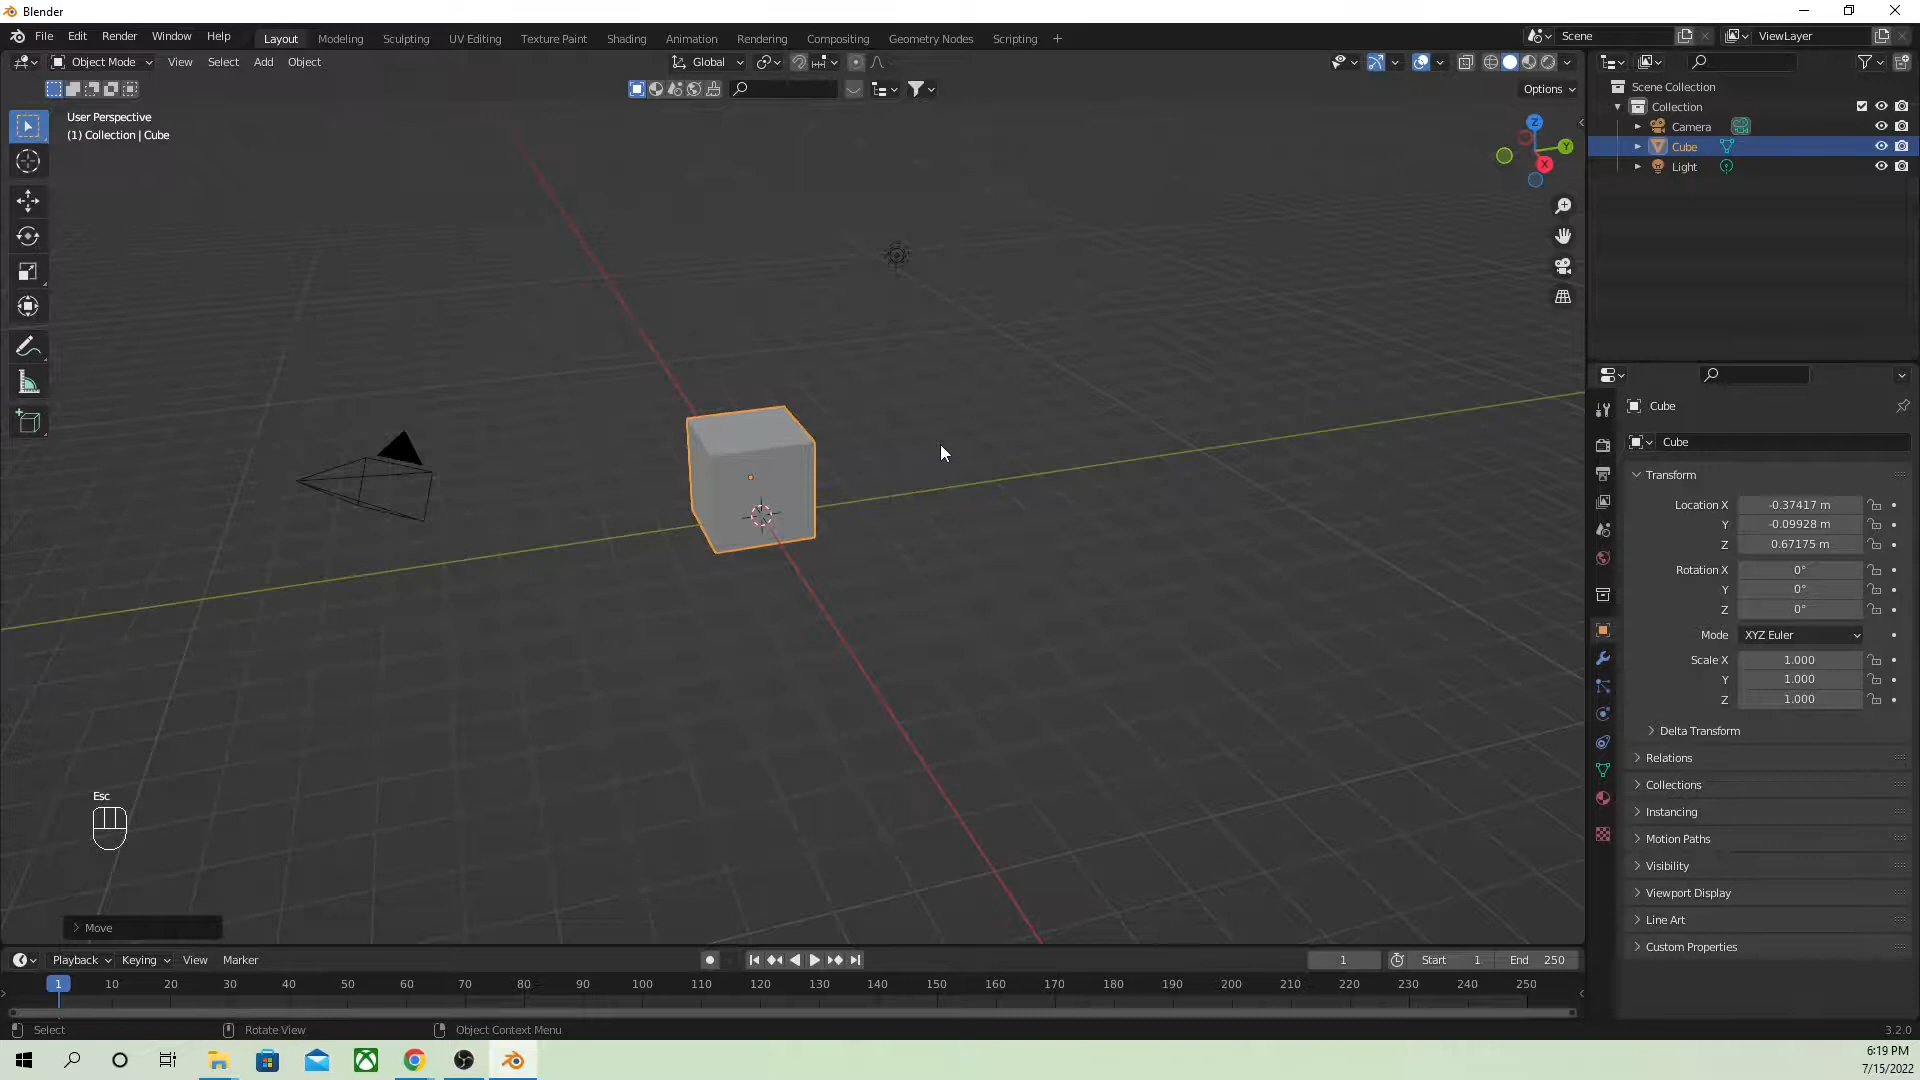 Blender
File Edit Render Window Help Layout Modeling Sculpting UV Editing Texture Paint Shading Animation Rendering Compositing Geometry Nodes Scripting + Scene ViewLayer
Object Mode View Select Add Object Global
Options
User Perspective
(1) Collection | Cube
Z
Y
X
Scene Collection
Collection
Camera
Cube
Light
Cube
Cube
Transform
Location X -0.37417 m
Y -0.09928 m
Z 0.67175 m
Rotation X 0°
Y 0°
Z 0°
Mode XYZ Euler
Scale X 1.000
Y 1.000
Z 1.000
Delta Transform
Relations
Collections
Instancing
Motion Paths
Visibility
Viewport Display
Line Art
Custom Properties
Esc
Move
Playback Keying View Marker 1 Start 1 End 250
1 10 20 30 40 50 60 70 80 90 100 110 120 130 140 150 160 170 180 190 200 210 220 230 240 250
Select Rotate View Object Context Menu 3.2.0
6:19 PM
7/15/2022